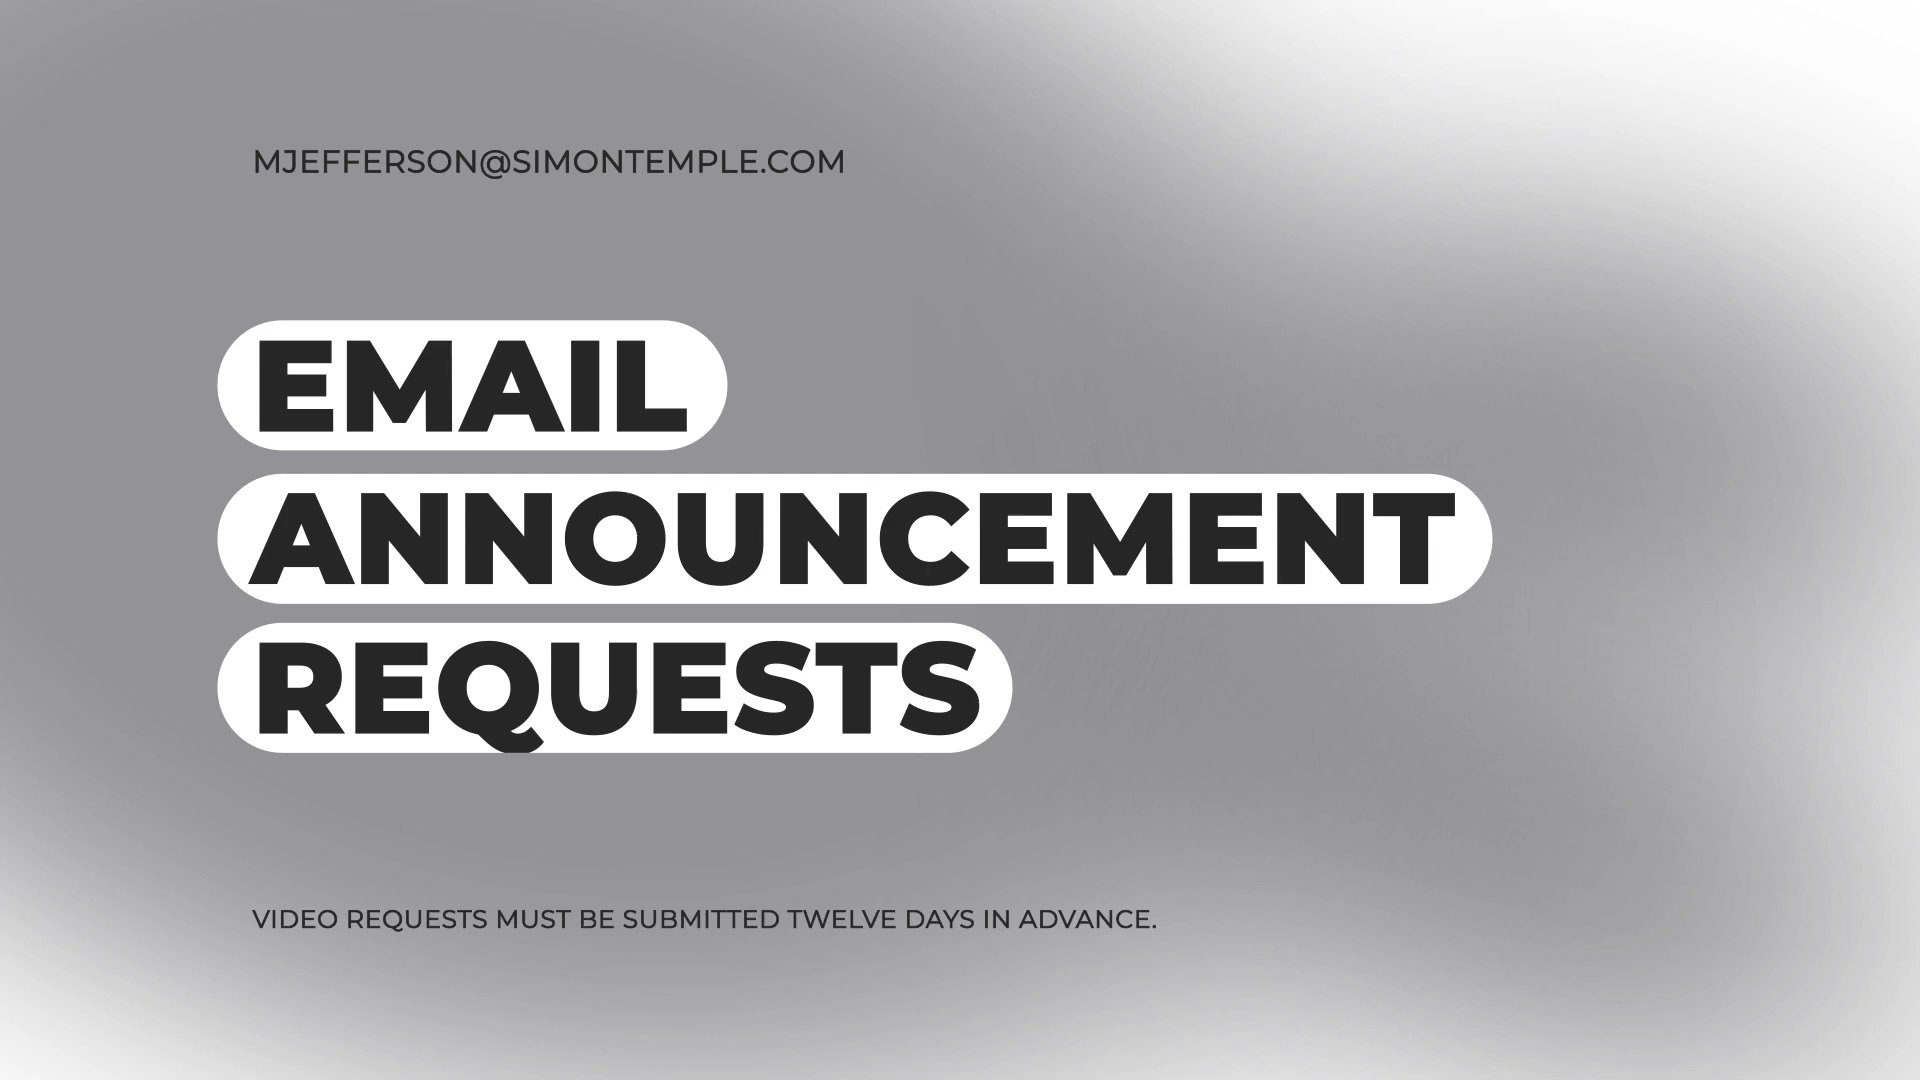 MJEFFERSON@SIMONTEMPLE.COM
EMAIL
ANNOUNCEMENT
REQUESTS
VIDEO REQUESTS MUST BE SUBMITTED TWELVE DAYS IN ADVANCE.